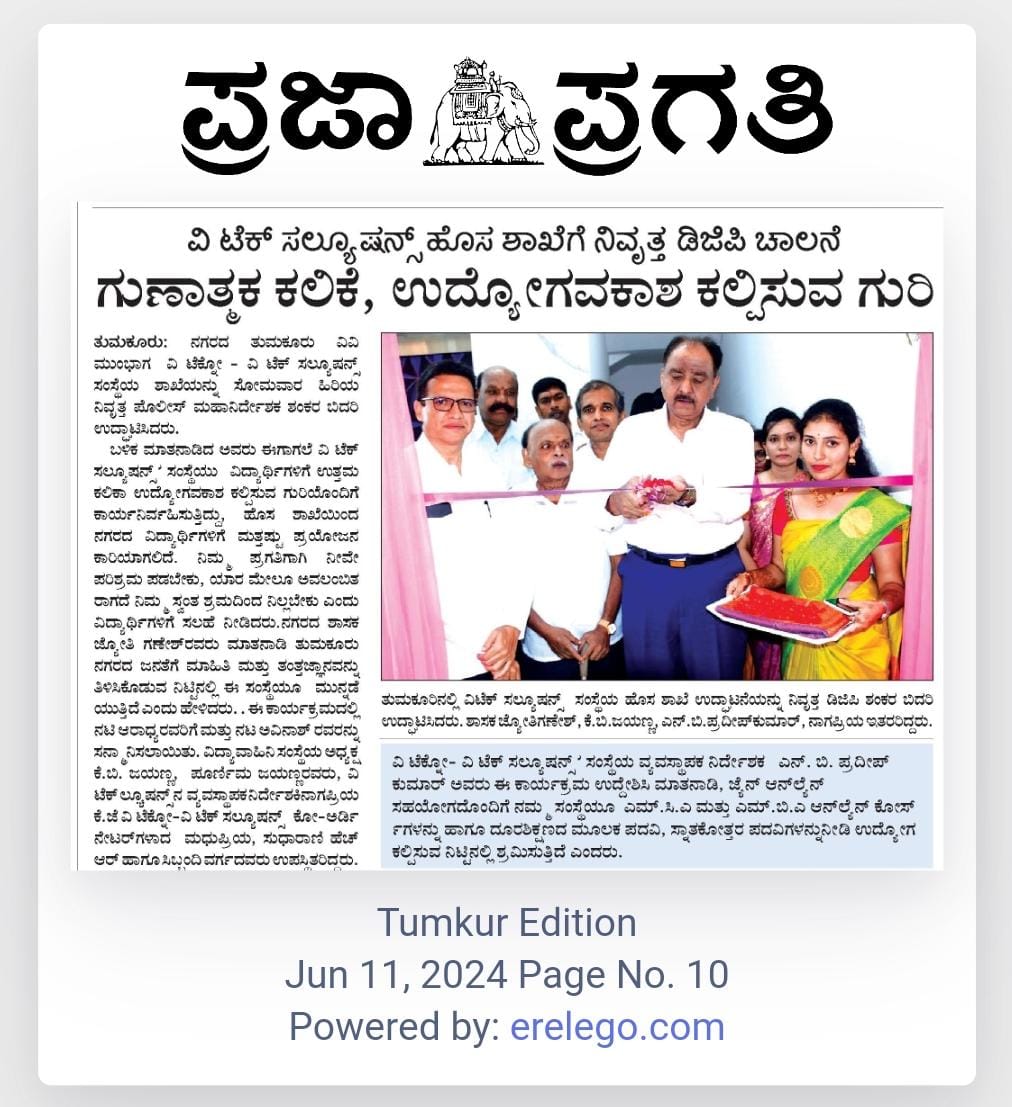 ಪ್ರಜಾ ಪ್ರಗತಿ
ವಿ ಟೆಕ್ ಸಲ್ಯೂಷನ್ಸ್ ಹೊಸ ಶಾಖೆಗೆ ನಿವೃತ್ತ ಡಿಜಿಪಿ ಚಾಲನೆ
ಗುಣಾತ್ಮಕ ಕಲಿಕೆ, ಉದ್ಯೋಗವಕಾಶ ಕಲ್ಪಿಸುವ ಗುರಿ
ತುಮಕೂರು: ನಗರದ ತುಮಕೂರು ವಿವಿ
ಮುಂಭಾಗ ವಿ ಟೆಕ್ನೋ - ವಿ ಟೆಕ್ ಸಲ್ಯೂಷನ್ಸ್
ಸಂಸ್ಥೆಯ ಶಾಖೆಯನ್ನು ಸೋಮವಾರ ಹಿರಿಯ
ನಿವೃತ್ತ ಪೊಲೀಸ್ ಮಹಾನಿರ್ದೇಶಕ ಶಂಕರ ಬಿದರಿ
ಉದ್ಘಾಟಿಸಿದರು.
ಬಳಿಕ ಮಾತನಾಡಿದ ಅವರು ಈಗಾಗಲೆ ವಿ ಟೆಕ್
ಸಲ್ಯೂಷನ್ಸ್ ಸಂಸ್ಥೆಯು ವಿದ್ಯಾರ್ಥಿಗಳಿಗೆ ಉತ್ತಮ
ಕಲಿಕಾ ಉದ್ಯೋಗವಕಾಶ ಕಲ್ಪಿಸುವ ಗುರಿಯೊಂದಿಗೆ
ಕಾರ್ಯನಿರ್ವಹಿಸುತ್ತಿದ್ದು, ಹೊಸ ಶಾಖೆಯಿಂದ
ನಗರದ ವಿದ್ಯಾರ್ಥಿಗಳಿಗೆ ಮತ್ತಷ್ಟು ಪ್ರಯೋಜನ
ಕಾರಿಯಾಗಲಿದೆ. ನಿಮ್ಮ ಪ್ರಗತಿಗಾಗಿ ನೀವೇ
ಪರಿಶ್ರಮ ಪಡಬೇಕು, ಯಾರ ಮೇಲೂ ಅವಲಂಬಿತ
ರಾಗದೆ ನಿಮ್ಮ ಸ್ವಂತ ಶ್ರಮದಿಂದ ನಿಲ್ಲಬೇಕು ಎಂದು
ವಿದ್ಯಾರ್ಥಿಗಳಿಗೆ ಸಲಹೆ ನೀಡಿದರು.ನಗರದ ಶಾಸಕ
ಜ್ಯೋತಿ ಗಣೇಶ್‌ರವರು ಮಾತನಾಡಿ ತುಮಕೂರು
ನಗರದ ಜನತೆಗೆ ಮಾಹಿತಿ ಮತ್ತು ತಂತ್ರಜ್ಞಾನವನ್ನು
ತಿಳಿಸಿಕೊಡುವ ನಿಟ್ಟಿನಲ್ಲಿ ಈ ಸಂಸ್ಥೆಯೂ ಮುನ್ನಡೆ
ಯುತ್ತಿದೆ ಎಂದು ಹೇಳಿದರು. . ಈ ಕಾರ್ಯಕ್ರಮದಲ್ಲಿ
ನಟಿ ಆರಾಧ್ಯರವರಿಗೆ ಮತ್ತು ನಟ ಅವಿನಾಶ್ ರವರನ್ನು
ಸನ್ಮಾನಿಸಲಾಯಿತು. ವಿದ್ಯಾವಾಹಿನಿ ಸಂಸ್ಥೆಯ ಅಧ್ಯಕ್ಷ
ಕೆ.ಬಿ. ಜಯಣ್ಣ, ಪೂರ್ಣಿಮ ಜಯಣ್ಣರವರು, ವಿ
ಟೆಕ್ ಲ್ಯೂಷನ್ಸ್‌ನ ವ್ಯವಸ್ಥಾಪಕನಿರ್ದೇಶಕಿನಾಗಪ್ರಿಯ
ಕೆ.ಜೆ ವಿ ಟೆಕ್ನೋ-ವಿ ಟೆಕ್ ಸಲ್ಯೂಷನ್ಸ್ ಕೋ-ಅರ್ಡಿ
ನೇಟರ್‌ಗಳಾದ ಮಧುಪ್ರಿಯ, ಸುಧಾರಾಣಿ ಹೆಚ್
ಆರ್ ಹಾಗೂ ಸಿಬ್ಬಂದಿ ವರ್ಗದವರು ಉಪಸ್ಥಿತರಿದ್ದರು.
ತುಮಕೂರಿನಲ್ಲಿ ವಿಟೆಕ್ ಸಲ್ಯೂಷನ್ಸ್ ಸಂಸ್ಥೆಯ ಹೊಸ ಶಾಖೆ ಉದ್ಘಾಟನೆಯನ್ನು ನಿವೃತ್ತ ಡಿಜಿಪಿ ಶಂಕರ ಬಿದರಿ
ಉದ್ಘಾಟಿಸಿದರು. ಶಾಸಕ ಜ್ಯೋತಿಗಣೇಶ್, ಕೆ.ಬಿ.ಜಯಣ್ಣ, ಎನ್.ಬಿ.ಪ್ರದೀಪ್‌ಕುಮಾರ್, ನಾಗಪ್ರಿಯ ಇತರರಿದ್ದರು.
ವಿ ಟೆಕ್ನೋ- ವಿ ಟೆಕ್ ಸಲ್ಯೂಷನ್ಸ್ ಸಂಸ್ಥೆಯ ವ್ಯವಸ್ಥಾಪಕ ನಿರ್ದೇಶಕ ಎನ್. ಬಿ. ಪ್ರದೀಪ್
ಕುಮಾರ್ ಅವರು ಈ ಕಾರ್ಯಕ್ರಮ ಉದ್ದೇಶಿಸಿ ಮಾತನಾಡಿ, ಜೈನ್ ಆನ್‌ಲೈನ್
ಸಹಯೋಗದೊಂದಿಗೆ ನಮ್ಮ ಸಂಸ್ಥೆಯೂ ಎಮ್.ಸಿ.ಎ ಮತ್ತು ಎಮ್.ಬಿ.ಎ ಆನ್‌ಲೈನ್ ಕೋರ್ಸ್
ಗಳನ್ನು ಹಾಗೂ ದೂರಶಿಕ್ಷಣದ ಮೂಲಕ ಪದವಿ, ಸ್ನಾತಕೋತ್ತರ ಪದವಿಗಳನ್ನುನೀಡಿ ಉದ್ಯೋಗ
ಕಲ್ಪಿಸುವ ನಿಟ್ಟಿನಲ್ಲಿ ಶ್ರಮಿಸುತ್ತಿದೆ ಎಂದರು.
Tumkur Edition
Jun 11, 2024 Page No. 10
Powered by: erelego.com